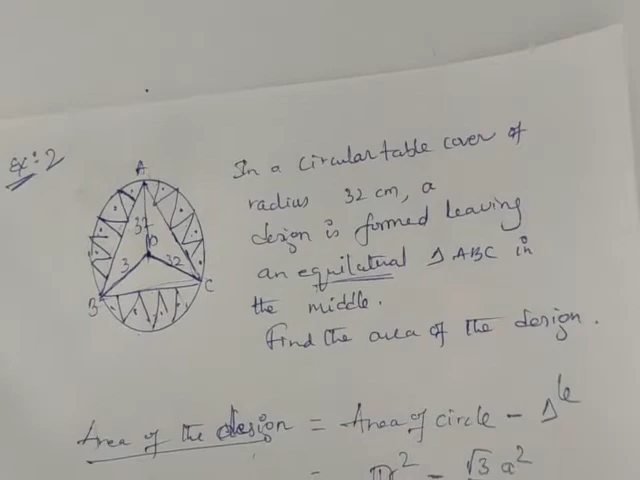 Ex:2
A
32
O
3 32
B C
In a circular table cover of
radius 32 cm, a
design is formed leaving
an equilateral Δ ABC in
the middle.
Find the area of the design.
Area of the design = Area of circle - Δle
= πr² - √3 a²